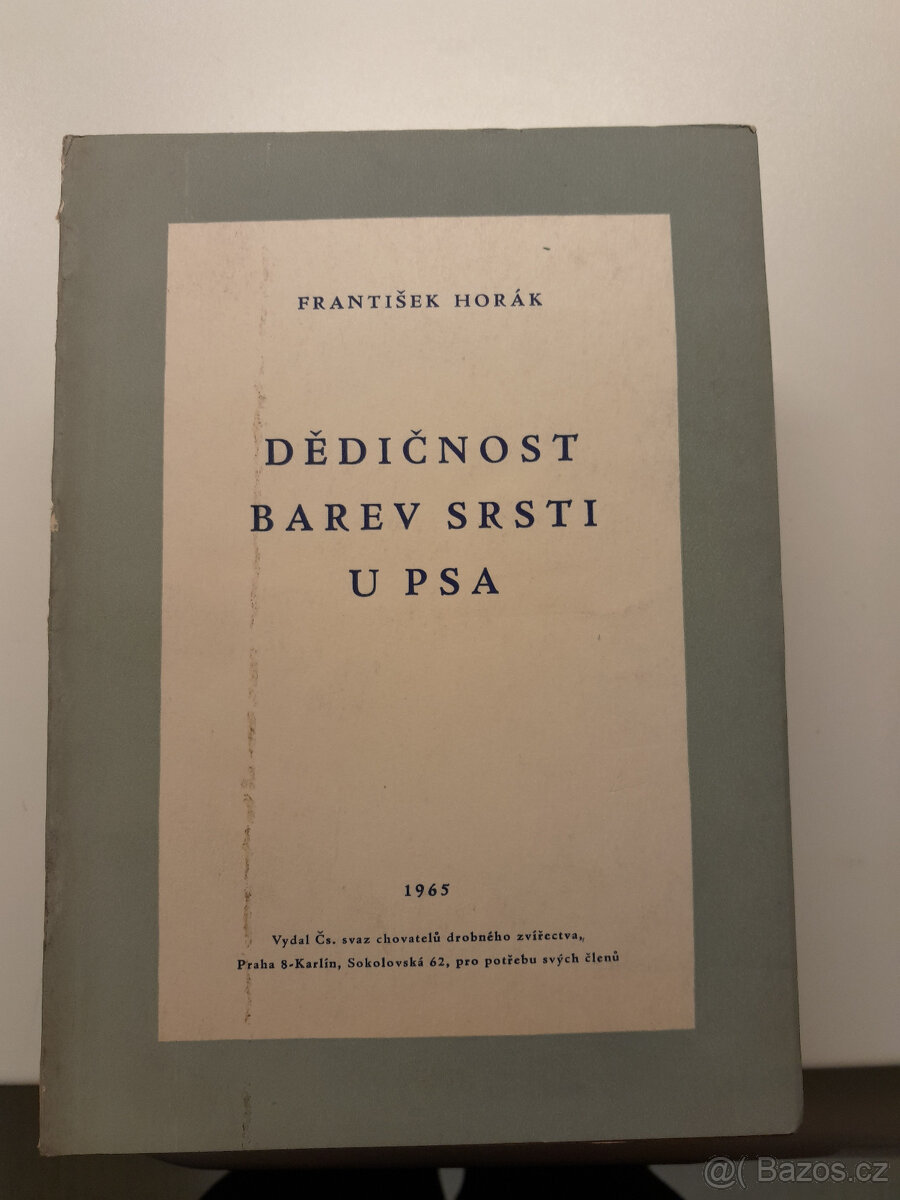 FRANTIŠEK HORÁK
DĚDIČNOST
BAREV SRSTI
U PSA
1965
Vydal Čs. svaz chovatelů drobného zvířectva,
Praha 8-Karlín, Sokolovská 62, pro potřebu svých členů
@( Bazos.cz